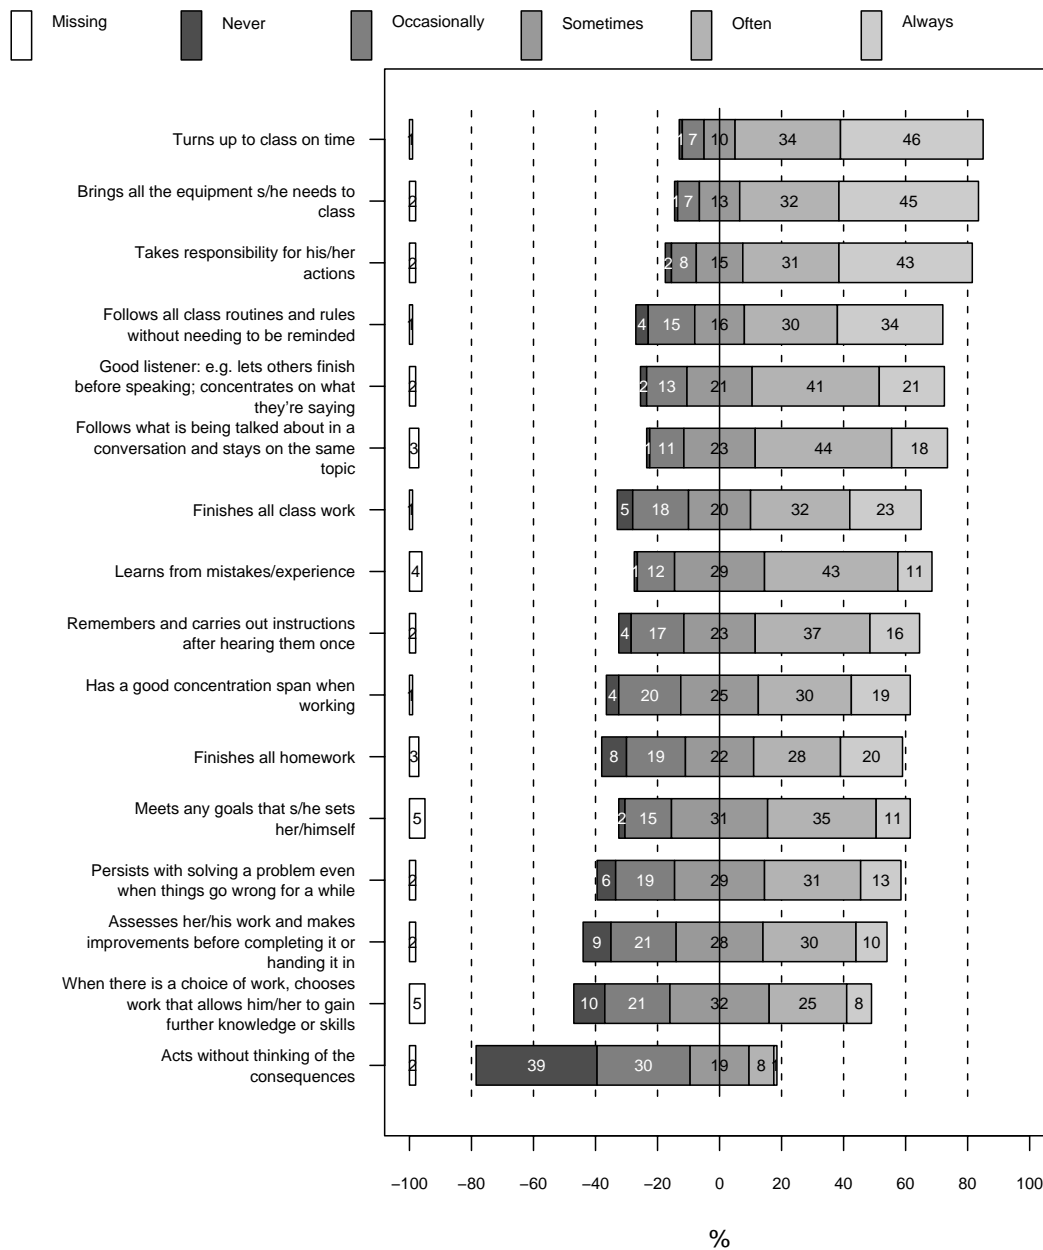 Missing Never Occasionally Sometimes Often Always
Turns up to class on time
1 1 7 10 34 46
Brings all the equipment s/he needs to
class
2 1 7 13 32 45
Takes responsibility for his/her
actions
2 2 8 15 31 43
Follows all class routines and rules
without needing to be reminded
1 4 15 16 30 34
Good listener: e.g. lets others finish
before speaking; concentrates on what
they're saying
2 2 13 21 41 21
Follows what is being talked about in a
conversation and stays on the same
topic
3 1 11 23 44 18
Finishes all class work
1 5 18 20 32 23
Learns from mistakes/experience
4 1 12 29 43 11
Remembers and carries out instructions
after hearing them once
2 4 17 23 37 16
Has a good concentration span when
working
1 4 20 25 30 19
Finishes all homework
3 8 19 22 28 20
Meets any goals that s/he sets
her/himself
5 2 15 31 35 11
Persists with solving a problem even
when things go wrong for a while
2 6 19 29 31 13
Assesses her/his work and makes
improvements before completing it or
handing it in
2 9 21 28 30 10
When there is a choice of work, chooses
work that allows him/her to gain
further knowledge or skills
5 10 21 32 25 8
Acts without thinking of the
consequences
2 39 30 19 8 1
−100 −80 −60 −40 −20 0 20 40 60 80 100
%